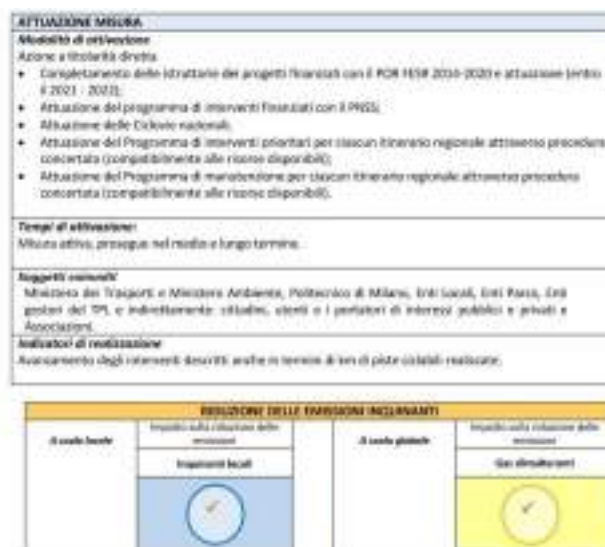 ATTUAZIONE MISURA
Modalità di attivazione
Azione a titolarità diretta
• Completamento delle istruttorie dei progetti finanziati con il POR FESR 2014-2020 e attuazione (entro
il 2021 - 2022);
• Attuazione del programma di interventi finanziati con il PNSS;
• Attuazione delle Ciclovie nazionali;
• Attuazione del Programma di interventi prioritari per ciascun itinerario regionale attraverso procedura
concertata (compatibilmente alle risorse disponibili);
• Attuazione del Programma di manutenzione per ciascun itinerario regionale attraverso procedura
concertata (compatibilmente alle risorse disponibili).
Tempi di attivazione:
Misura attiva, prosegue nel medio e lungo termine.
Soggetti coinvolti
Ministero dei Trasporti e Ministero Ambiente, Politecnico di Milano, Enti Locali, Enti Parco, Enti
gestori del TPL e indirettamente: cittadini, utenti e i portatori di interessi pubblici e privati e
Associazioni.
Indicatori di realizzazione
Avanzamento degli interventi descritti anche in termini di km di piste ciclabili realizzate.
RIDUZIONE DELLE EMISSIONI INQUINANTI
A scala locale
Impatto sulla riduzione delle
emissioni
Inquinanti locali
A scala globale
Impatto sulla riduzione delle
emissioni
Gas climalteranti